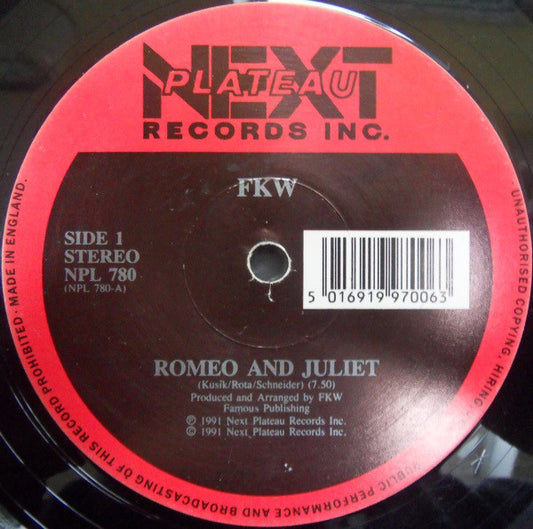 NEXT
PLATEAU
RECORDS INC.
FKW
SIDE 1
STEREO
NPL 780
(NPL 780-A)
5 016919 970063
ROMEO AND JULIET
(Kusik/Rota/Schneider) (7.50)
Produced and Arranged by FKW
Famous Publishing
℗ 1991 Next Plateau Records Inc.
© 1991 Next Plateau Records Inc.
UNAUTHORISED COPYING. HIRING.
PUBLIC PERFORMANCE AND BROADCASTING OF THIS RECORD PROHIBITED · MADE IN ENGLAND.